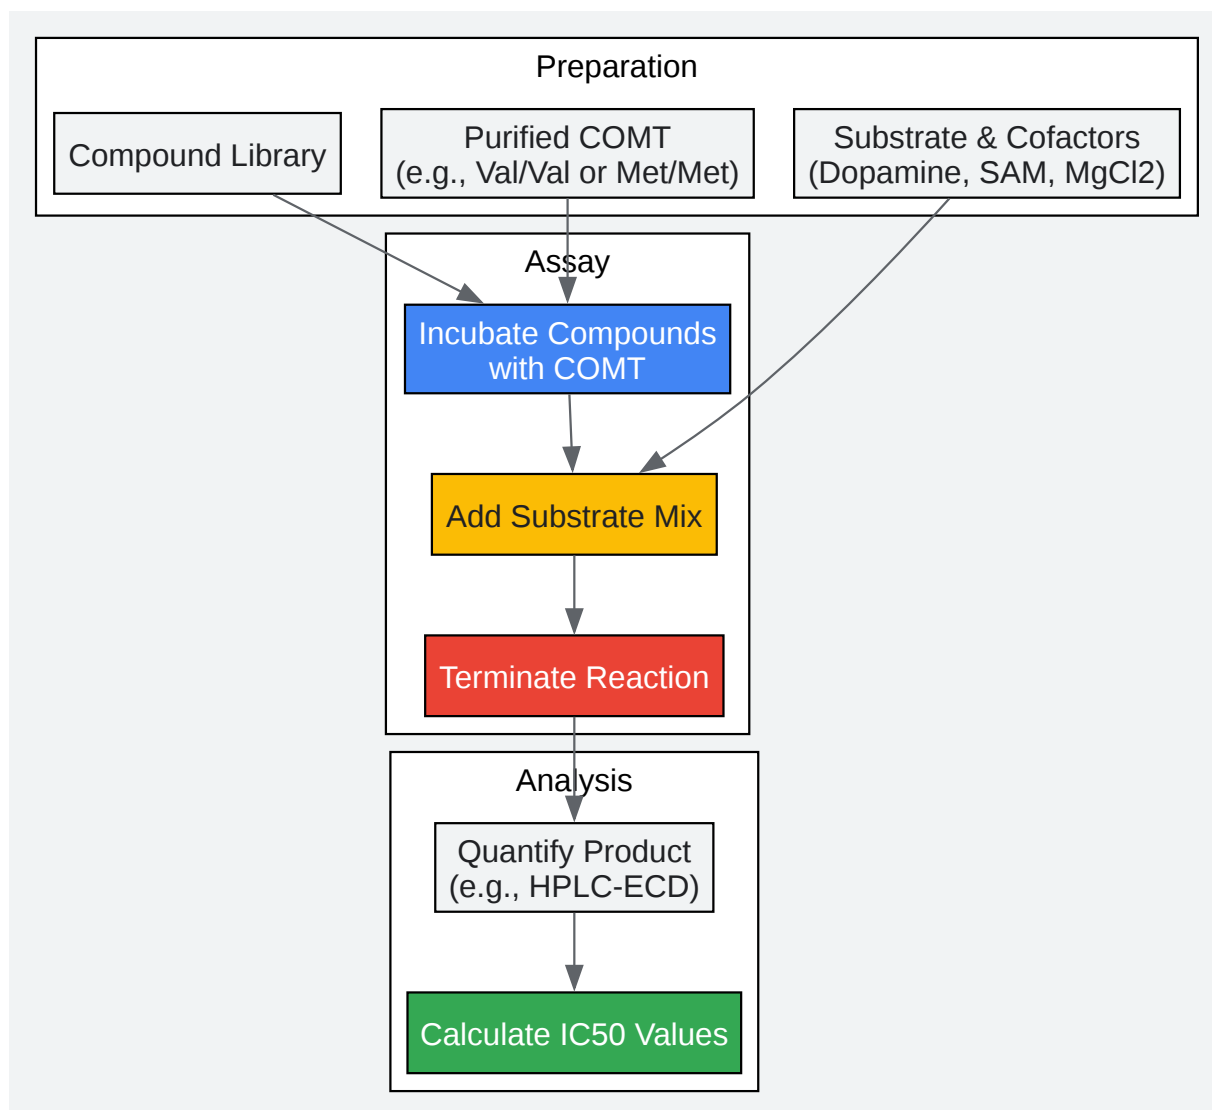 Preparation
Compound Library
Purified COMT
(e.g., Val/Val or Met/Met)
Substrate & Cofactors
(Dopamine, SAM, MgCl2)
Assay
Incubate Compounds
with COMT
Add Substrate Mix
Terminate Reaction
Analysis
Quantify Product
(e.g., HPLC-ECD)
Calculate IC50 Values